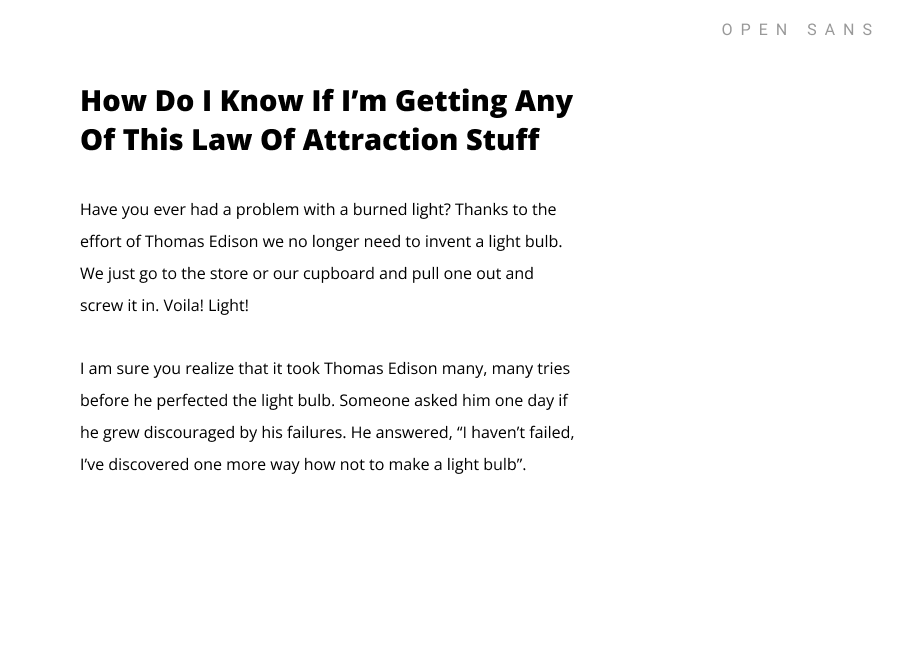 OPEN SANS
How Do I Know If I’m Getting Any
Of This Law Of Attraction Stuff
Have you ever had a problem with a burned light? Thanks to the
effort of Thomas Edison we no longer need to invent a light bulb.
We just go to the store or our cupboard and pull one out and
screw it in. Voila! Light!
I am sure you realize that it took Thomas Edison many, many tries
before he perfected the light bulb. Someone asked him one day if
he grew discouraged by his failures. He answered, “I haven’t failed,
I’ve discovered one more way how not to make a light bulb”.